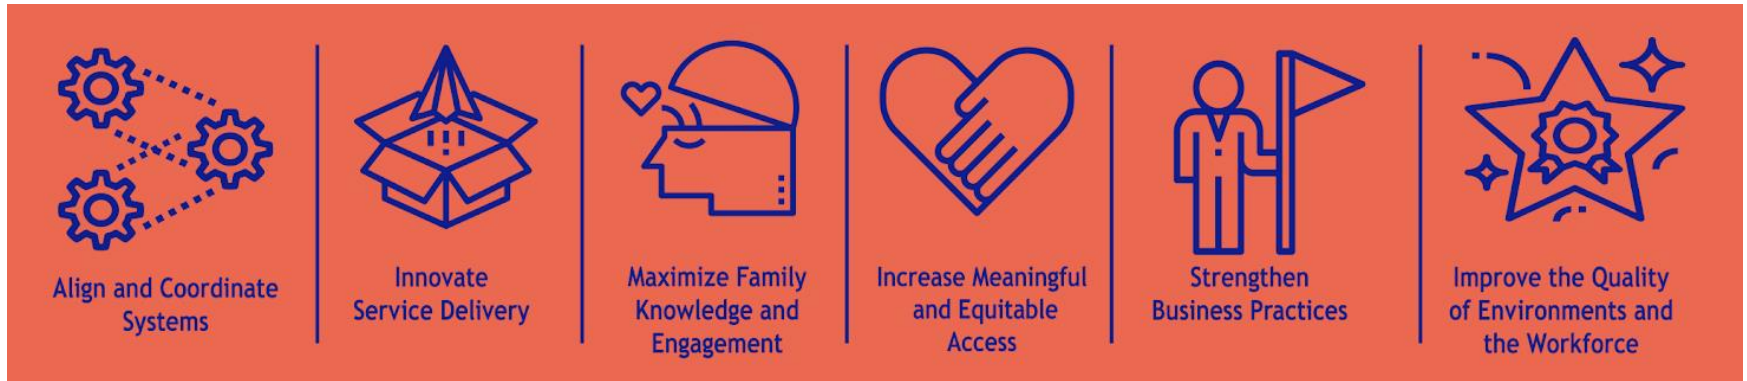 Align and Coordinate
Systems
Innovate
Service Delivery
Maximize Family
Knowledge and
Engagement
Increase Meaningful
and Equitable
Access
Strengthen
Business Practices
Improve the Quality
of Environments and
the Workforce